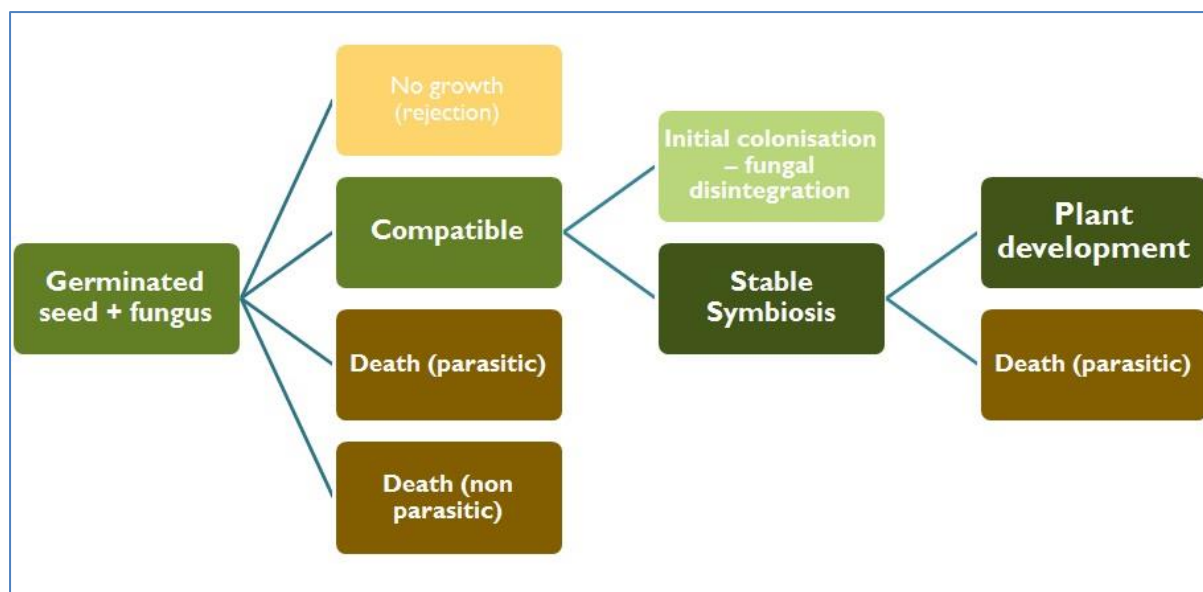 Germinated
seed + fungus
No growth
(rejection)
Compatible
Death (parasitic)
Death (non
parasitic)
Initial colonisation
– fungal
disintegration
Stable
Symbiosis
Plant
development
Death (parasitic)